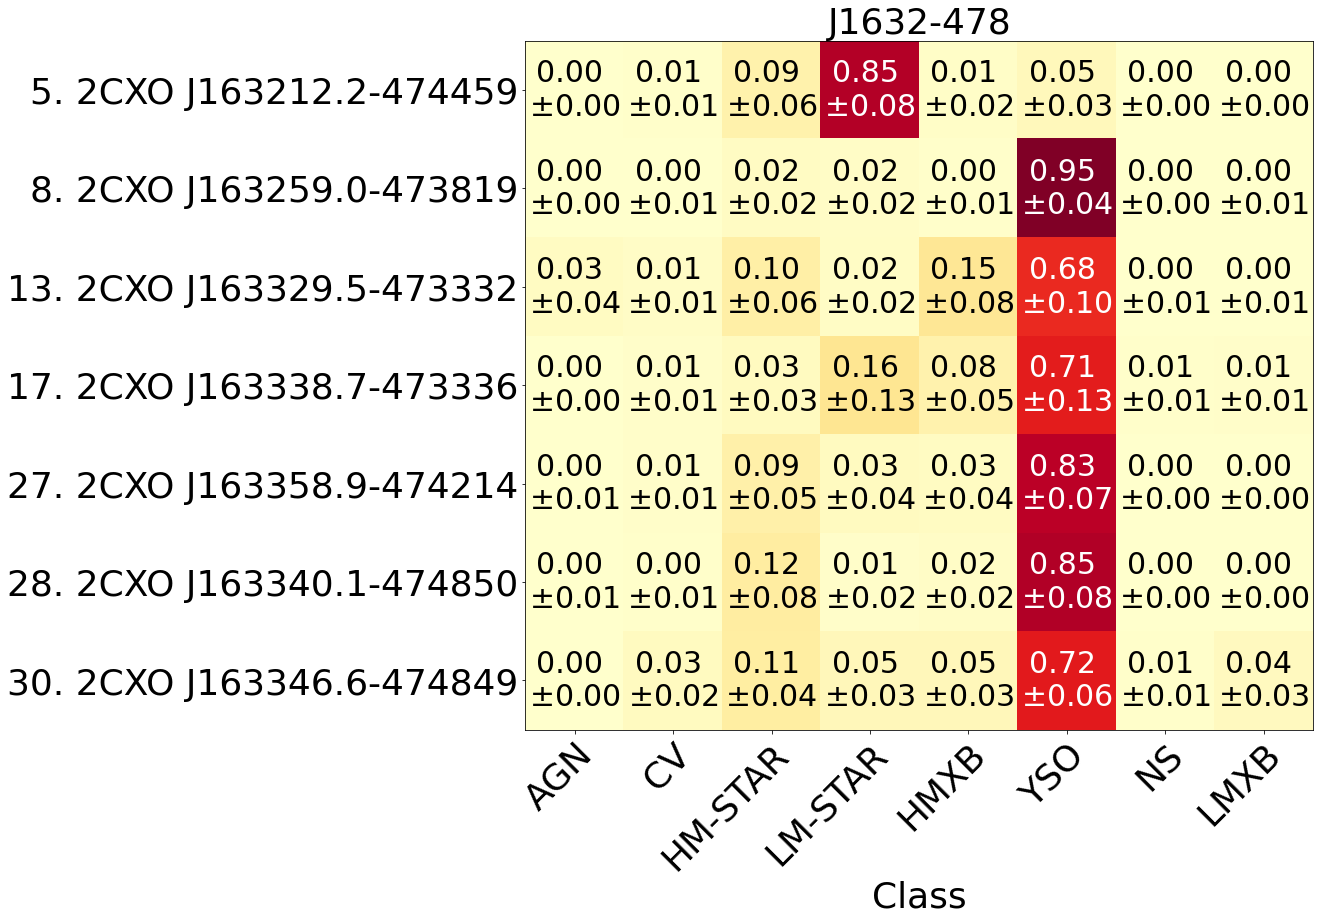 J1632-478
5. 2CXO J163212.2-474459
0.00 0.01 0.09 0.85 0.01 0.05 0.00 0.00
±0.00 ±0.01 ±0.06 ±0.08 ±0.02 ±0.03 ±0.00 ±0.00
8. 2CXO J163259.0-473819
0.00 0.00 0.02 0.02 0.00 0.95 0.00 0.00
±0.00 ±0.01 ±0.02 ±0.02 ±0.01 ±0.04 ±0.00 ±0.01
13. 2CXO J163329.5-473332
0.03 0.01 0.10 0.02 0.15 0.68 0.00 0.00
±0.04 ±0.01 ±0.06 ±0.02 ±0.08 ±0.10 ±0.01 ±0.01
17. 2CXO J163338.7-473336
0.00 0.01 0.03 0.16 0.08 0.71 0.01 0.01
±0.00 ±0.01 ±0.03 ±0.13 ±0.05 ±0.13 ±0.01 ±0.01
27. 2CXO J163358.9-474214
0.00 0.01 0.09 0.03 0.03 0.83 0.00 0.00
±0.01 ±0.01 ±0.05 ±0.04 ±0.04 ±0.07 ±0.00 ±0.00
28. 2CXO J163340.1-474850
0.00 0.00 0.12 0.01 0.02 0.85 0.00 0.00
±0.01 ±0.01 ±0.08 ±0.02 ±0.02 ±0.08 ±0.00 ±0.00
30. 2CXO J163346.6-474849
0.00 0.03 0.11 0.05 0.05 0.72 0.01 0.04
±0.00 ±0.02 ±0.04 ±0.03 ±0.03 ±0.06 ±0.01 ±0.03
AGN CV HM-STAR LM-STAR HMXB YSO NS LMXB
Class